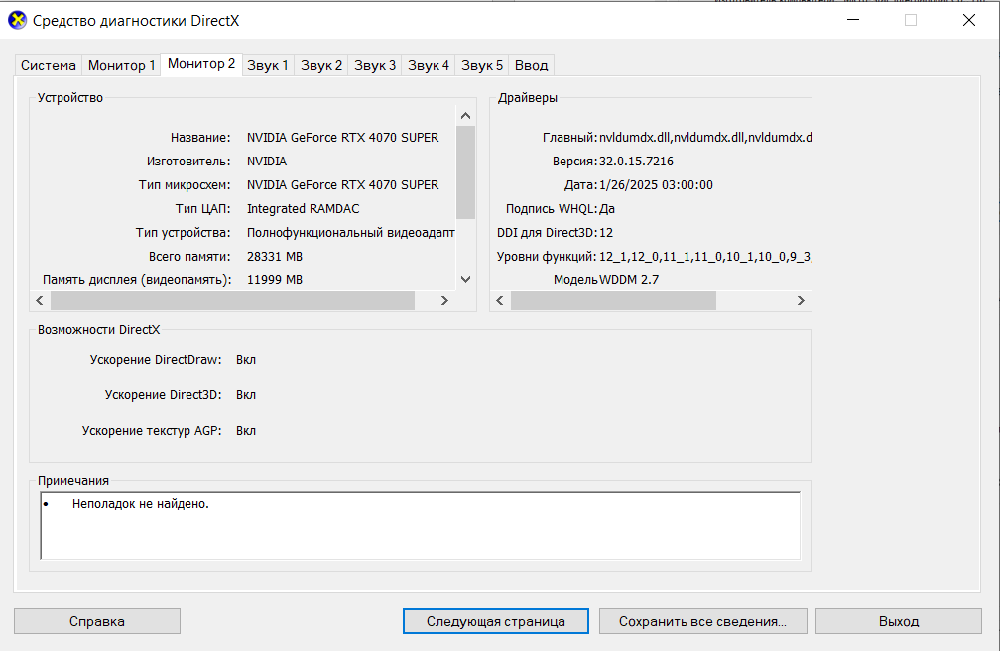 Средство диагностики DirectX
Система Монитор 1 Монитор 2 Звук 1 Звук 2 Звук 3 Звук 4 Звук 5 Ввод
Устройство
Название: NVIDIA GeForce RTX 4070 SUPER
Изготовитель: NVIDIA
Тип микросхем: NVIDIA GeForce RTX 4070 SUPER
Тип ЦАП: Integrated RAMDAC
Тип устройства: Полнофункциональный видеоадапт
Всего памяти: 28331 MB
Память дисплея (видеопамять): 11999 MB
Драйверы
Главный: nvldumdx.dll,nvldumdx.dll,nvldumdx.d
Версия: 32.0.15.7216
Дата: 1/26/2025 03:00:00
Подпись WHQL: Да
DDI для Direct3D: 12
Уровни функций: 12_1,12_0,11_1,11_0,10_1,10_0,9_3
Модель WDDM 2.7
Возможности DirectX
Ускорение DirectDraw: Вкл
Ускорение Direct3D: Вкл
Ускорение текстур AGP: Вкл
Примечания
• Неполадок не найдено.
Справка Следующая страница Сохранить все сведения... Выход